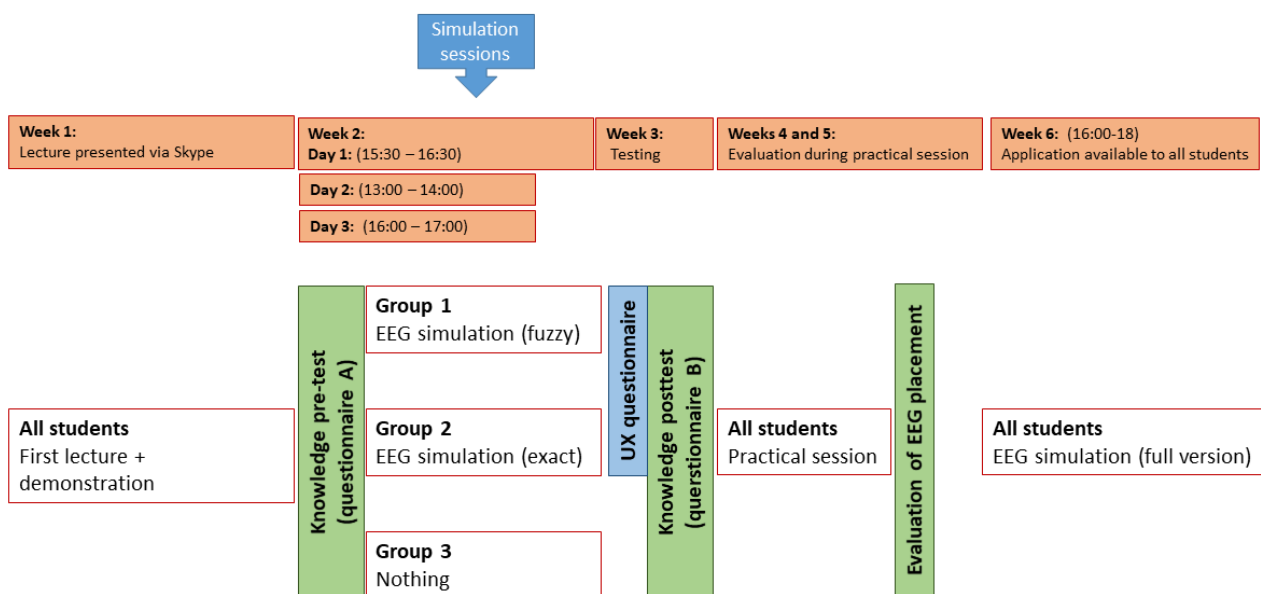 Simulation
sessions
Week 1:
Lecture presented via Skype
Week 2:
Day 1: (15:30 – 16:30)
Day 2: (13:00 – 14:00)
Day 3: (16:00 – 17:00)
Week 3:
Testing
Weeks 4 and 5:
Evaluation during practical session
Week 6: (16:00-18)
Application available to all students
All students
First lecture +
demonstration
Knowledge pre-test
(questionnaire A)
Group 1
EEG simulation (fuzzy)
Group 2
EEG simulation (exact)
Group 3
Nothing
UX questionnaire
Knowledge posttest
(querstionnaire B)
All students
Practical session
Evaluation of EEG placement
All students
EEG simulation (full version)